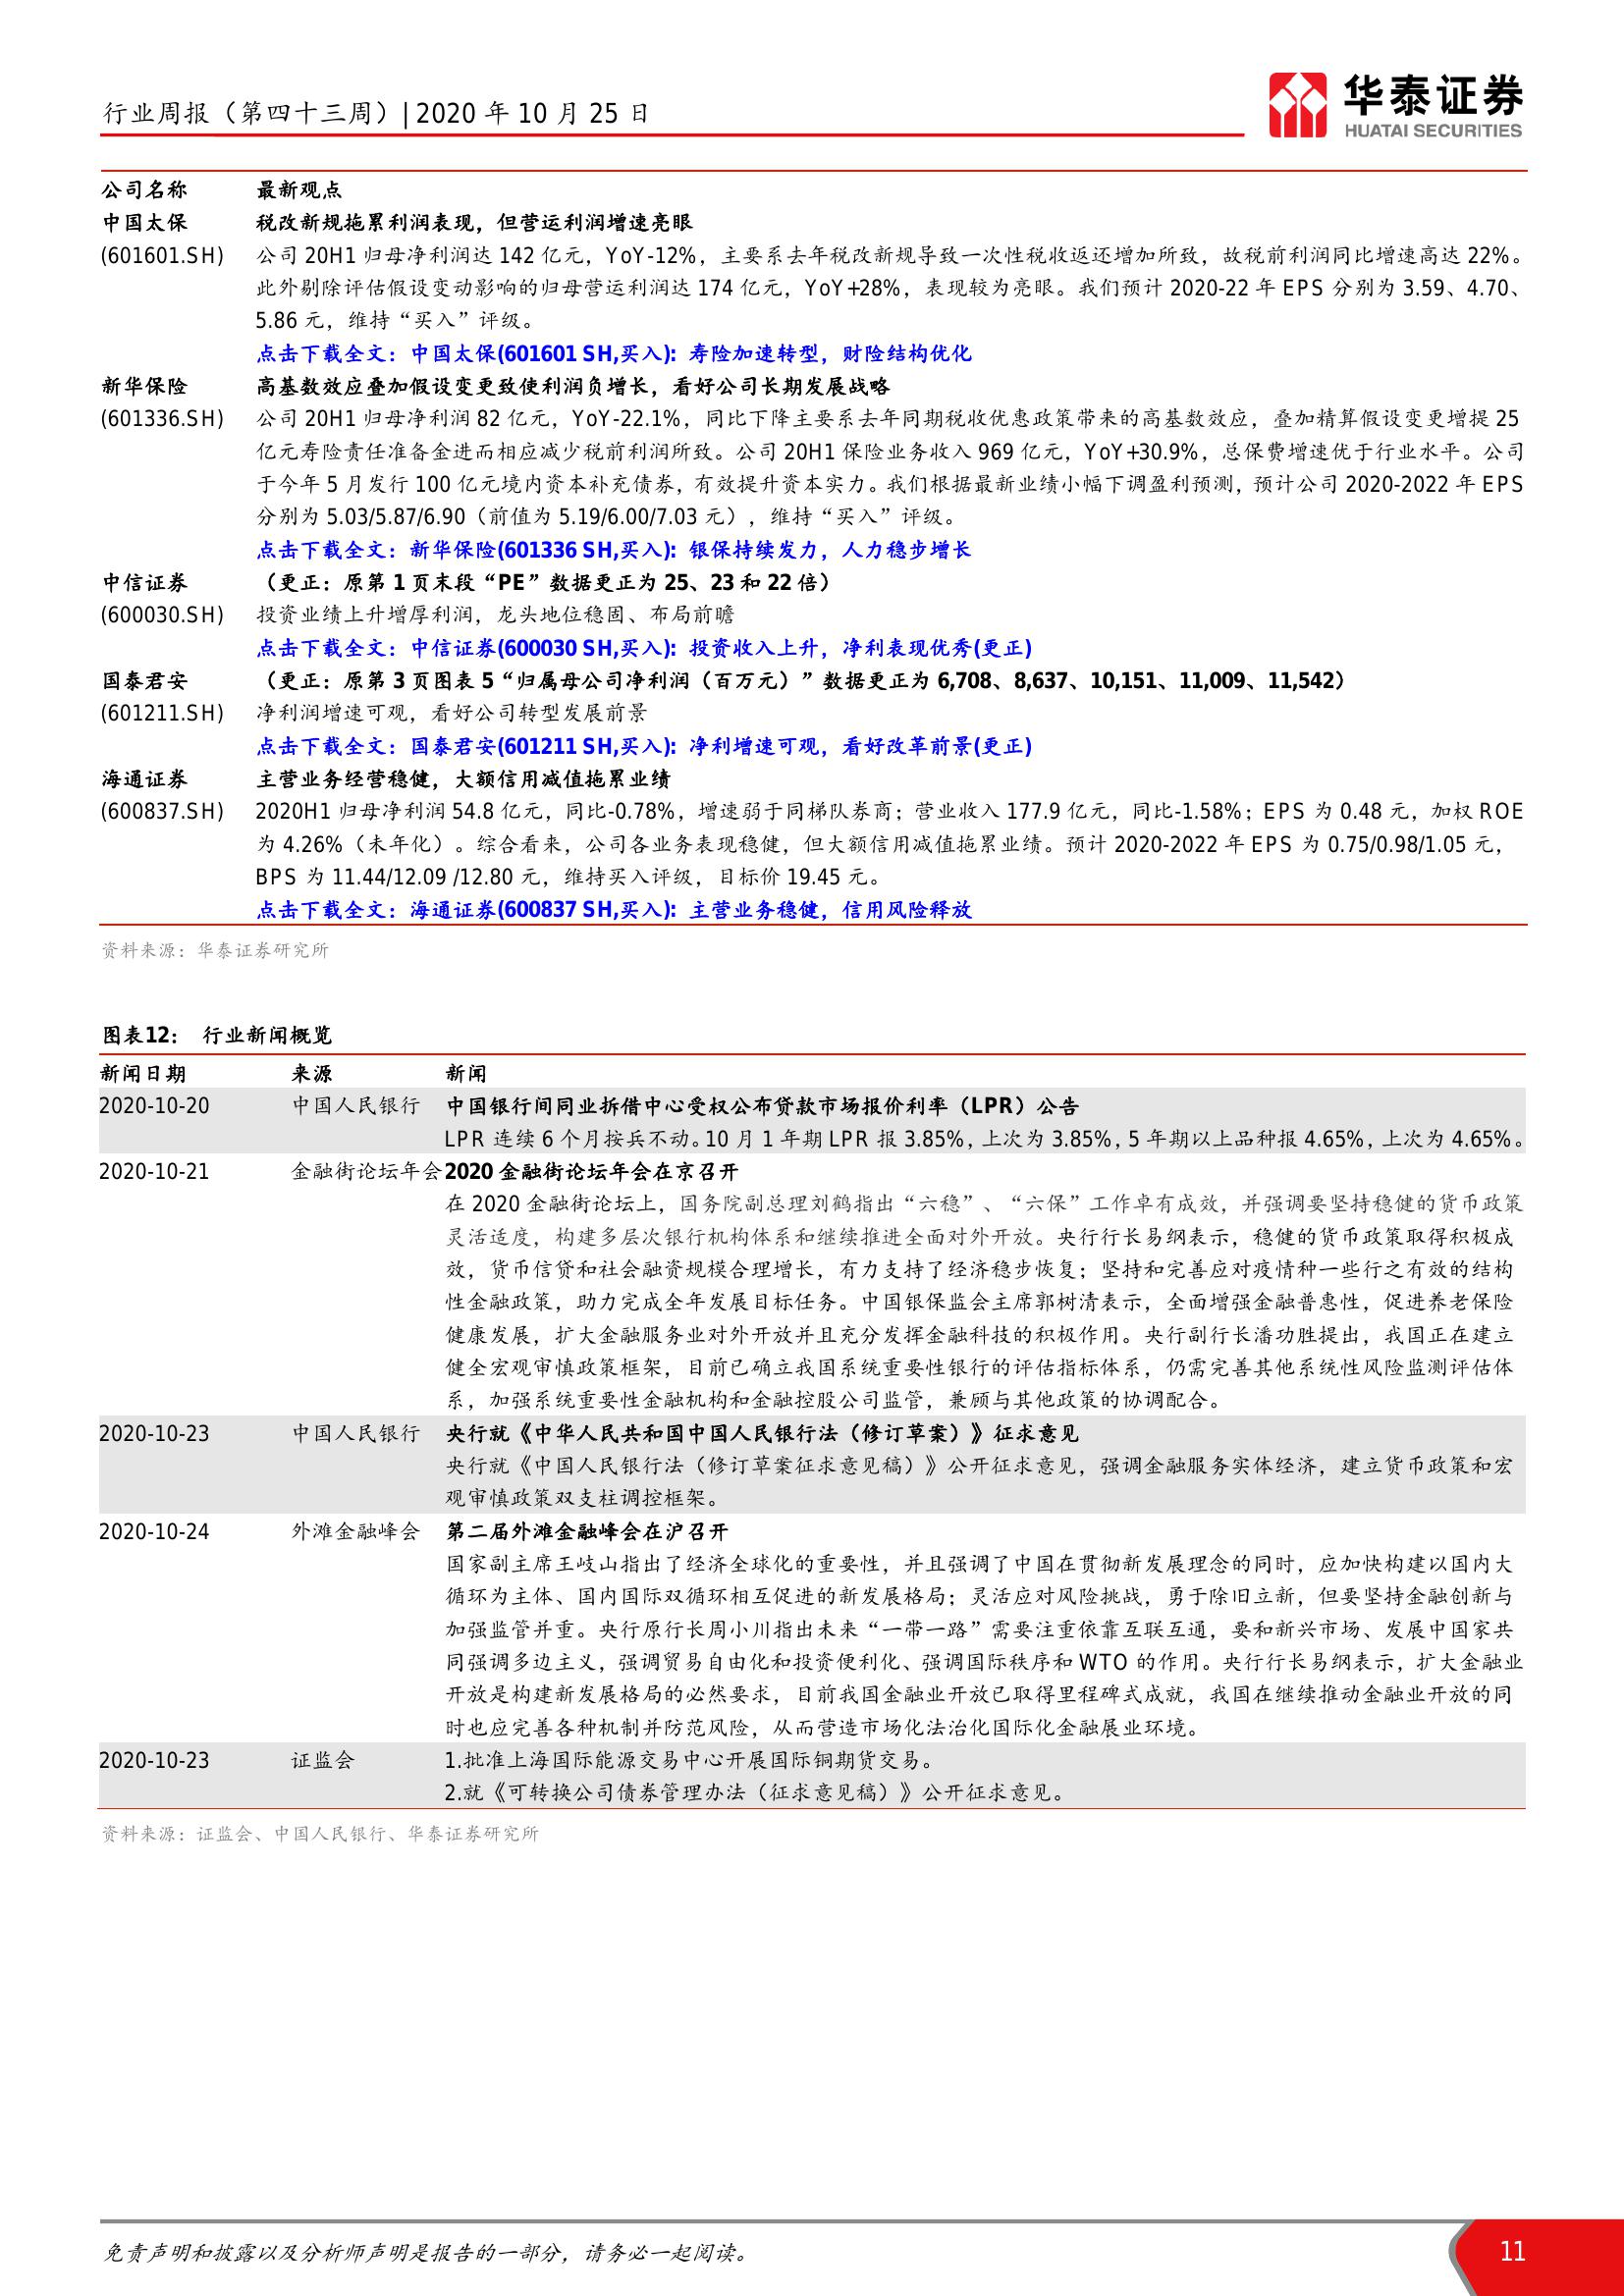 行业周报（第四十三周）| 2020 年 10 月 25 日
华泰证券
HUATAI SECURITIES
公司名称 最新观点
中国太保 税改新规拖累利润表现，但营运利润增速亮眼
(601601.SH) 公司 20H1 归母净利润达 142 亿元，YoY-12%，主要系去年税改新规导致一次性税收返还增加所致，故税前利润同比增速高达 22%。
此外剔除评估假设变动影响的归母营运利润达 174 亿元，YoY+28%，表现较为亮眼。我们预计 2020-22 年 EPS 分别为 3.59、4.70、
5.86 元，维持“买入”评级。
点击下载全文：中国太保(601601 SH,买入)：寿险加速转型，财险结构优化
新华保险 高基数效应叠加假设变更致使利润负增长，看好公司长期发展战略
(601336.SH) 公司 20H1 归母净利润 82 亿元，YoY-22.1%，同比下降主要系去年同期税收优惠政策带来的高基数效应，叠加精算假设变更增提 25
亿元寿险责任准备金进而相应减少税前利润所致。公司 20H1 保险业务收入 969 亿元，YoY+30.9%，总保费增速优于行业水平。公司
于今年 5 月发行 100 亿元境内资本补充债券，有效提升资本实力。我们根据最新业绩小幅下调盈利预测，预计公司 2020-2022 年 EPS
分别为 5.03/5.87/6.90（前值为 5.19/6.00/7.03 元），维持“买入”评级。
点击下载全文：新华保险(601336 SH,买入)：银保持续发力，人力稳步增长
中信证券 （更正：原第 1 页末段“PE”数据更正为 25、23 和 22 倍）
(600030.SH) 投资业绩上升增厚利润，龙头地位稳固、布局前瞻
点击下载全文：中信证券(600030 SH,买入)：投资收入上升，净利表现优秀(更正)
国泰君安 （更正：原第 3 页图表 5“归属母公司净利润（百万元）”数据更正为 6,708、8,637、10,151、11,009、11,542）
(601211.SH) 净利润增速可观，看好公司转型发展前景
点击下载全文：国泰君安(601211 SH,买入)：净利增速可观，看好改革前景(更正)
海通证券 主营业务经营稳健，大额信用减值拖累业绩
(600837.SH) 2020H1 归母净利润 54.8 亿元，同比-0.78%，增速弱于同梯队券商；营业收入 177.9 亿元，同比-1.58%；EPS 为 0.48 元，加权 ROE
为 4.26%（未年化）。综合看来，公司各业务表现稳健，但大额信用减值拖累业绩。预计 2020-2022 年 EPS 为 0.75/0.98/1.05 元，
BPS 为 11.44/12.09 /12.80 元，维持买入评级，目标价 19.45 元。
点击下载全文：海通证券(600837 SH,买入)：主营业务稳健，信用风险释放
资料来源：华泰证券研究所
图表12： 行业新闻概览
新闻日期 来源 新闻
2020-10-20 中国人民银行 中国银行间同业拆借中心受权公布贷款市场报价利率（LPR）公告
LPR 连续 6 个月按兵不动。10 月 1 年期 LPR 报 3.85%，上次为 3.85%，5 年期以上品种报 4.65%，上次为 4.65%。
2020-10-21 金融街论坛年会 2020 金融街论坛年会在京召开
在 2020 金融街论坛上，国务院副总理刘鹤指出“六稳”、“六保”工作卓有成效，并强调要坚持稳健的货币政策
灵活适度，构建多层次银行机构体系和继续推进全面对外开放。央行行长易纲表示，稳健的货币政策取得积极成
效，货币信贷和社会融资规模合理增长，有力支持了经济稳步恢复；坚持和完善应对疫情种一些行之有效的结构
性金融政策，助力完成全年发展目标任务。中国银保监会主席郭树清表示，全面增强金融普惠性，促进养老保险
健康发展，扩大金融服务业对外开放并且充分发挥金融科技的积极作用。央行副行长潘功胜提出，我国正在建立
健全宏观审慎政策框架，目前已确立我国系统重要性银行的评估指标体系，仍需完善其他系统性风险监测评估体
系，加强系统重要性金融机构和金融控股公司监管，兼顾与其他政策的协调配合。
2020-10-23 中国人民银行 央行就《中华人民共和国中国人民银行法（修订草案）》征求意见
央行就《中国人民银行法（修订草案征求意见稿）》公开征求意见，强调金融服务实体经济，建立货币政策和宏
观审慎政策双支柱调控框架。
2020-10-24 外滩金融峰会 第二届外滩金融峰会在沪召开
国家副主席王岐山指出了经济全球化的重要性，并且强调了中国在贯彻新发展理念的同时，应加快构建以国内大
循环为主体、国内国际双循环相互促进的新发展格局；灵活应对风险挑战，勇于除旧立新，但要坚持金融创新与
加强监管并重。央行原行长周小川指出未来“一带一路”需要注重依靠互联互通，要和新兴市场、发展中国家共
同强调多边主义，强调贸易自由化和投资便利化、强调国际秩序和 WTO 的作用。央行行长易纲表示，扩大金融业
开放是构建新发展格局的必然要求，目前我国金融业开放已取得里程碑式成就，我国在继续推动金融业开放的同
时也应完善各种机制并防范风险，从而营造市场化法治化国际化金融展业环境。
2020-10-23 证监会 1.批准上海国际能源交易中心开展国际铜期货交易。
2.就《可转换公司债券管理办法（征求意见稿）》公开征求意见。
资料来源：证监会、中国人民银行、华泰证券研究所
免责声明和披露以及分析师声明是报告的一部分，请务必一起阅读。
11